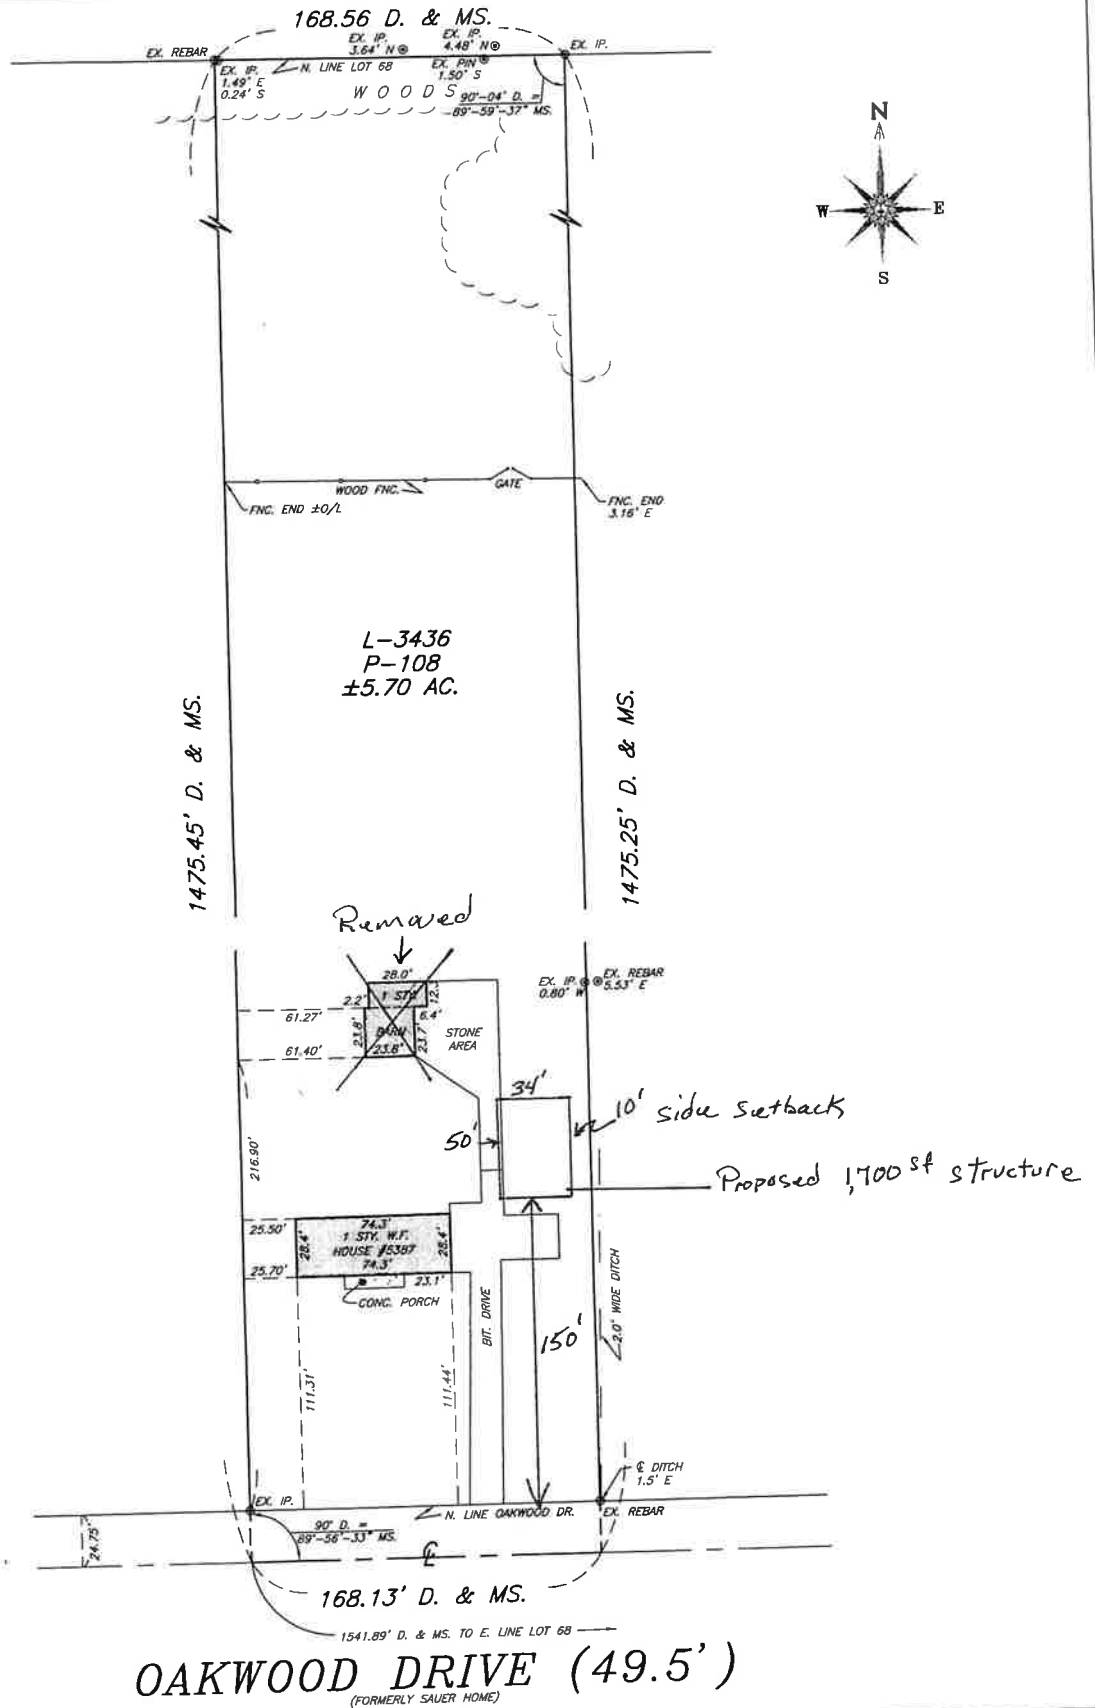 168.56 D. & MS.
EX. REBAR
EX. IP.
3.64' N
EX. IP.
4.48' N
EX. IP.
EX. IP.
1.49' E
0.24' S
N. LINE LOT 68
EX. PIN
1.50' S
WOODS
90°-04' D. =
89°-59'-37" MS.
N
W
E
S
WOOD FNC.
GATE
FNC. END ±O/L
FNC. END
3.16' E
L-3436
P-108
±5.70 AC.
1475.45' D. & MS.
1475.25' D. & MS.
Removed
28.0'
1 STY.
2.2'
6.4'
61.27'
23.8'
BARN
23.7'
STONE
AREA
61.40'
23.6'
EX. IP.
0.80' W
EX. REBAR
5.53' E
34'
10' side setback
50'
216.90'
Proposed 1,700 sf structure
25.50'
74.3'
1 STY. W.F.
HOUSE #5387
74.3'
28.4'
28.4'
25.70'
23.1'
CONC. PORCH
BIT. DRIVE
2.0' WIDE DITCH
150'
111.31'
111.44'
℄ DITCH
1.5' E
EX. IP.
N. LINE OAKWOOD DR.
EX. REBAR
24.75'
90° D. =
89°-56'-33" MS.
℄
168.13' D. & MS.
1541.89' D. & MS. TO E. LINE LOT 68
OAKWOOD DRIVE (49.5')
(FORMERLY SAUER HOME)